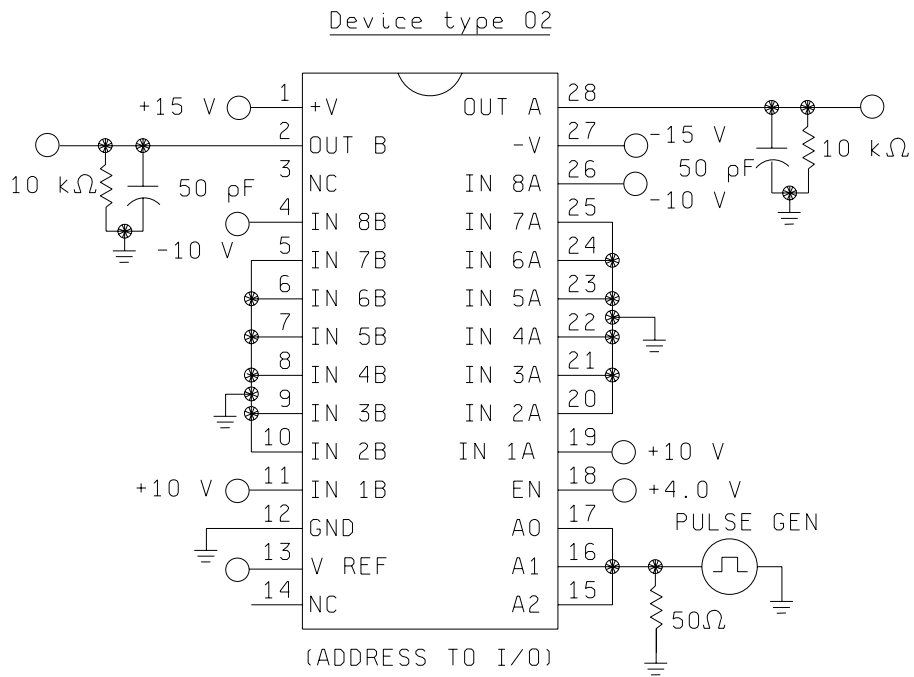 Device type 02
+15 V 1 +V OUT A 28
2 OUT B -V 27 -15 V
10 kΩ 50 pF 3 NC IN 8A 26 -10 V 50 pF 10 kΩ
-10 V 4 IN 8B IN 7A 25
5 IN 7B IN 6A 24
6 IN 6B IN 5A 23
7 IN 5B IN 4A 22
8 IN 4B IN 3A 21
9 IN 3B IN 2A 20
10 IN 2B IN 1A 19 +10 V
+10 V 11 IN 1B EN 18 +4.0 V
12 GND A0 17 PULSE GEN
13 V REF A1 16
14 NC A2 15 50Ω
(ADDRESS TO I/O)